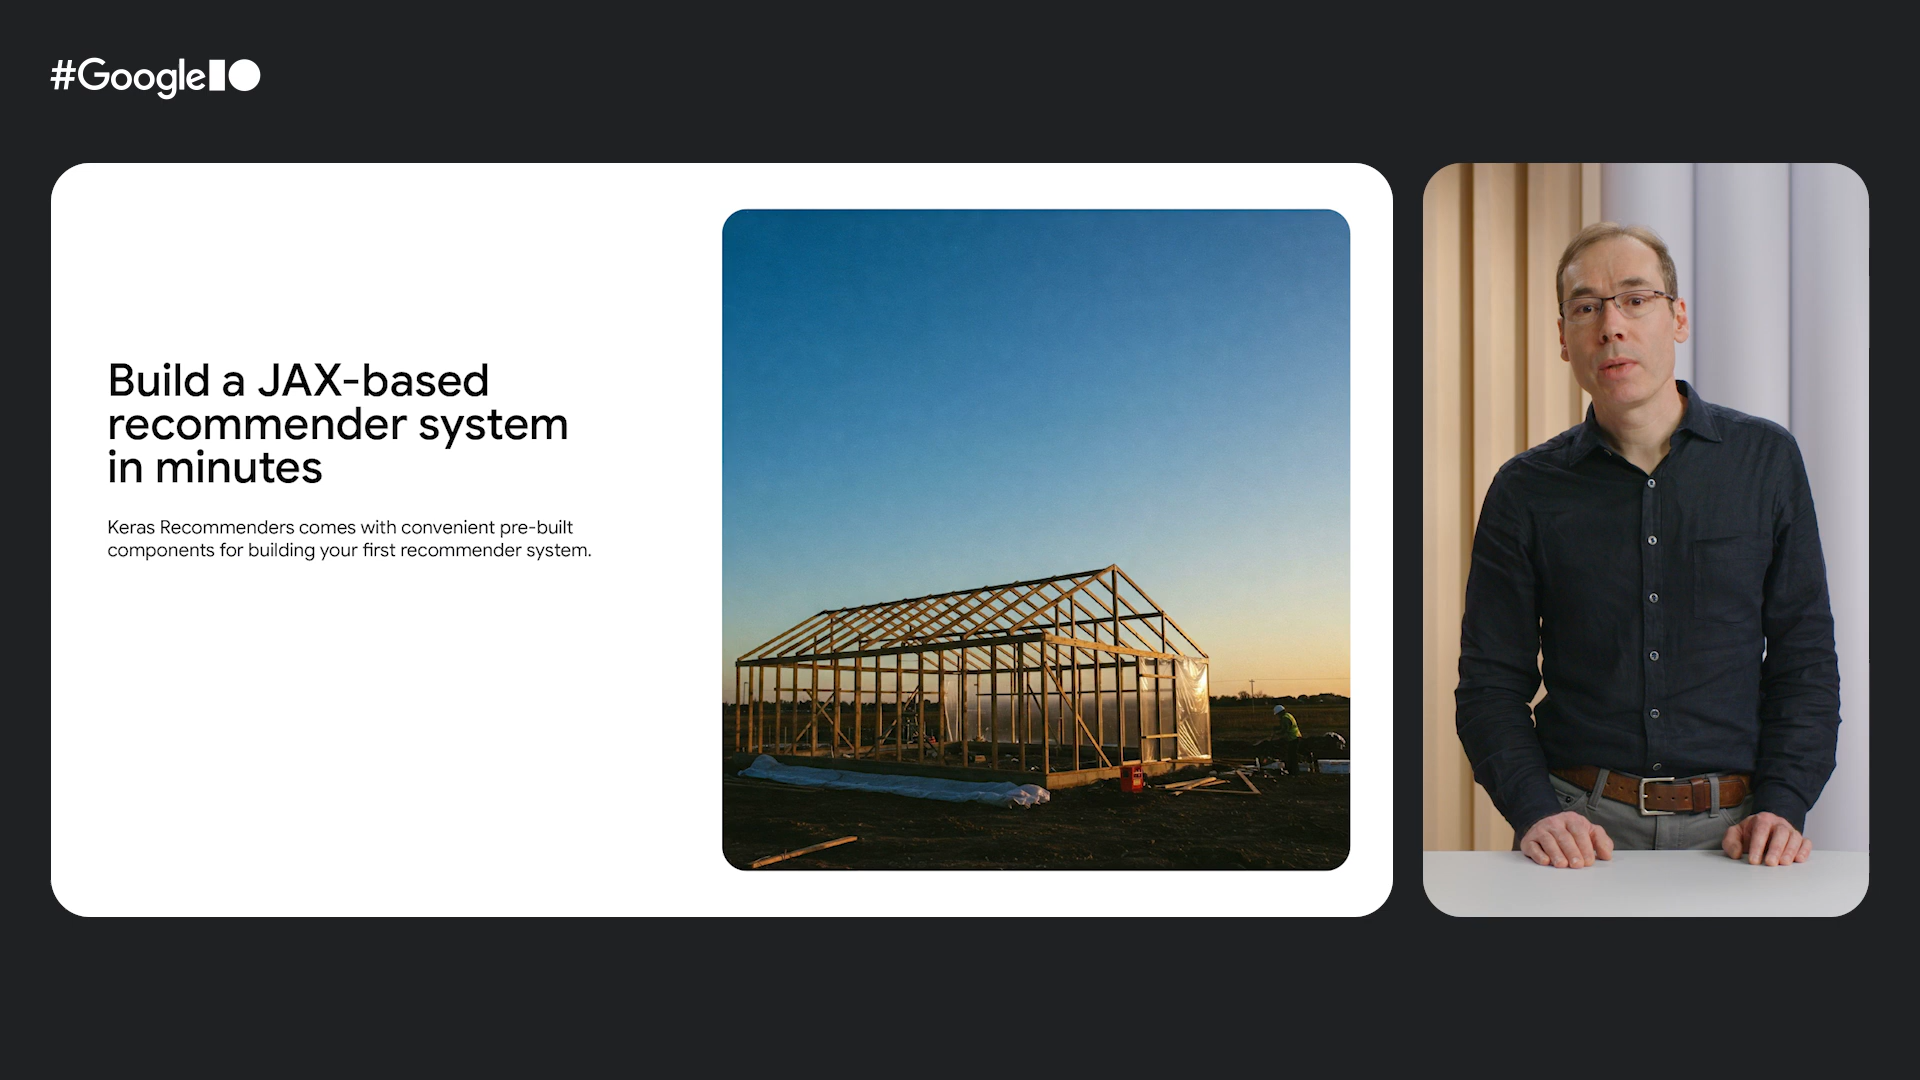 #GoogleIO
Build a JAX-based
recommender system
in minutes
Keras Recommenders comes with convenient pre-built
components for building your first recommender system.